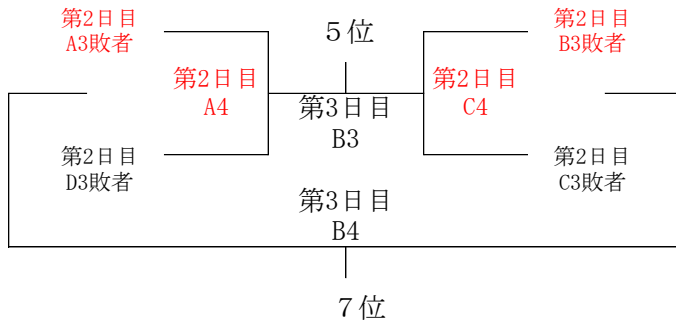 第2日目
A3敗者
5位
第2日目
B3敗者
第2日目
A4
第2日目
C4
第3日目
B3
第2日目
D3敗者
第2日目
C3敗者
第3日目
B4
7位